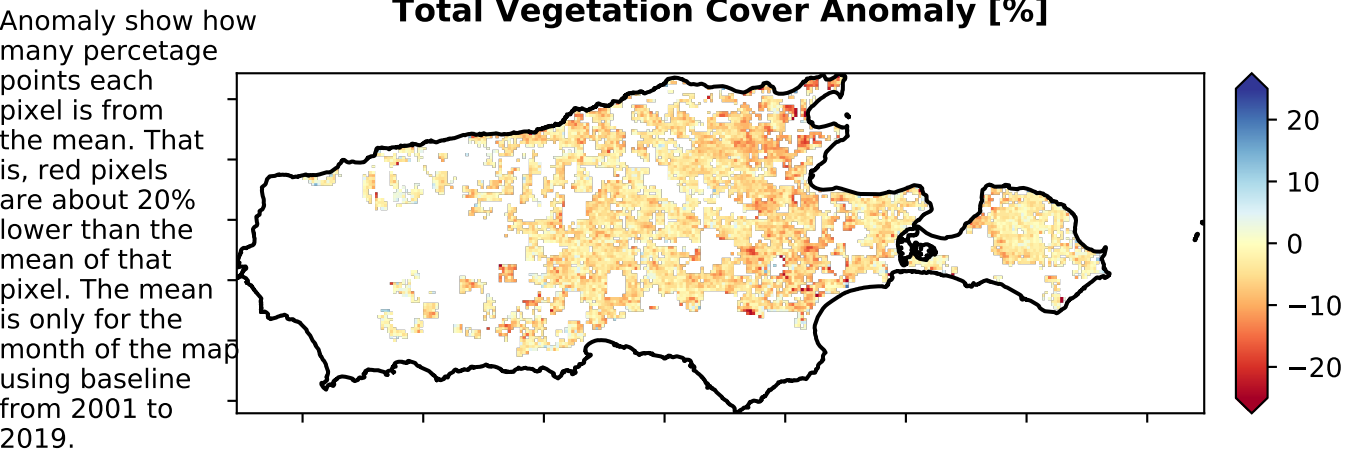 Total Vegetation Cover Anomaly [%]
Anomaly show how
many percetage
points each
pixel is from
the mean. That
is, red pixels
are about 20%
lower than the
mean of that
pixel. The mean
is only for the
month of the map
using baseline
from 2001 to
2019.
20
10
0
−10
−20